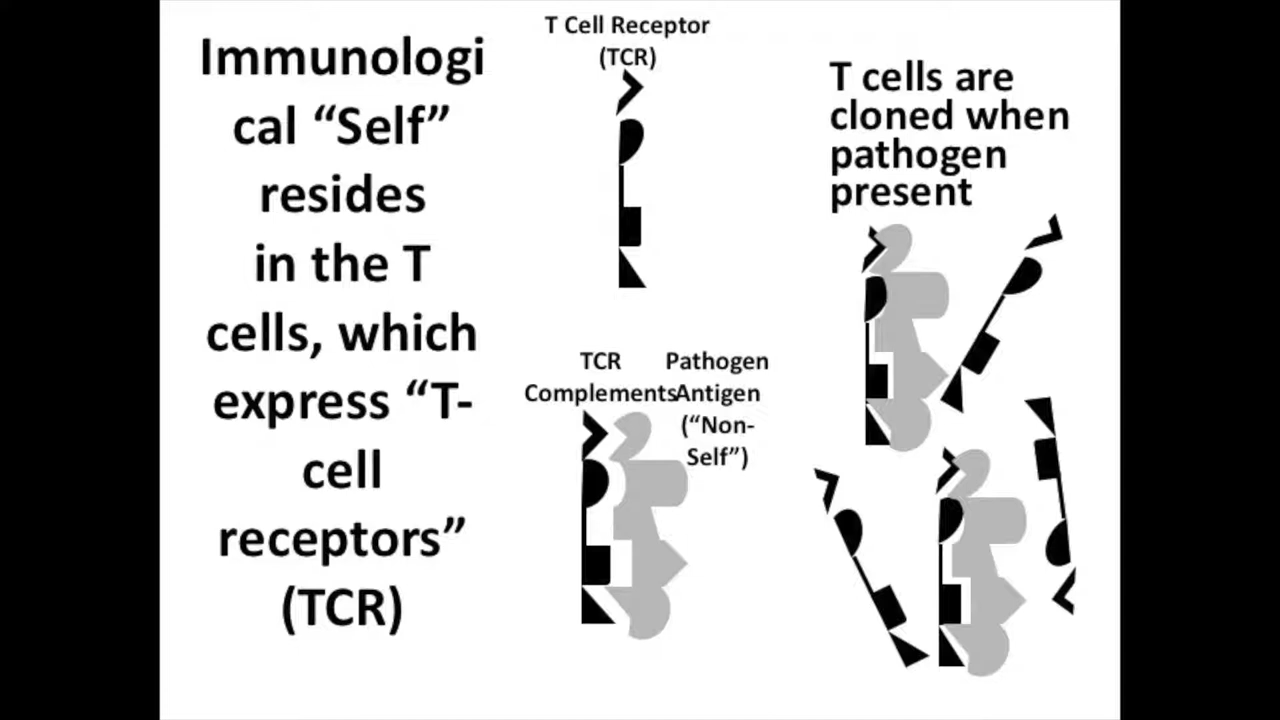 Immunologi
cal “Self”
resides
in the T
cells, which
express “T-
cell
receptors”
(TCR)
T Cell Receptor
(TCR)
TCR
Complements
Pathogen
Antigen
(“Non-
Self”)
T cells are
cloned when
pathogen
present